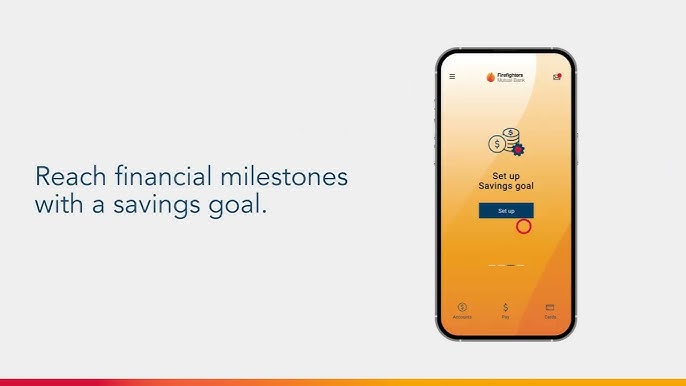 Reach financial milestones
with a savings goal.
Firefighters
Mutual Bank
Set up
Savings goal
Set up
Accounts
Pay
Cards